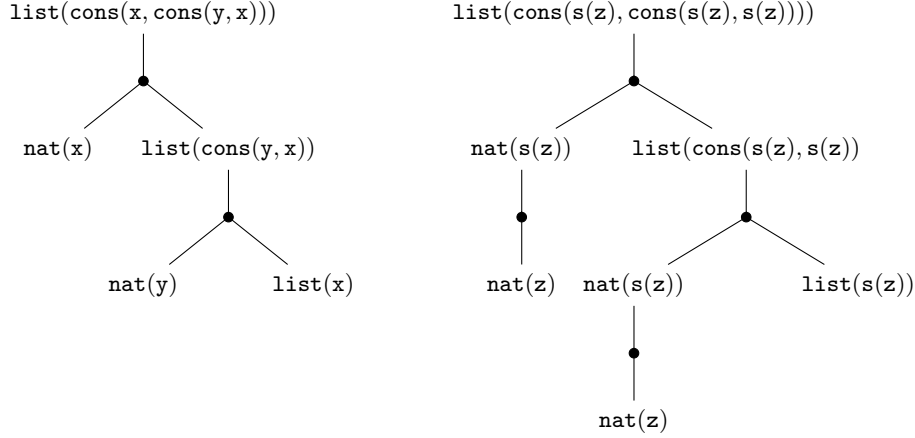 list(cons(x, cons(y, x)))
list(cons(s(z), cons(s(z), s(z))))
nat(x)
list(cons(y, x))
nat(s(z))
list(cons(s(z), s(z))
nat(y)
list(x)
nat(z)
nat(s(z))
list(s(z))
nat(z)